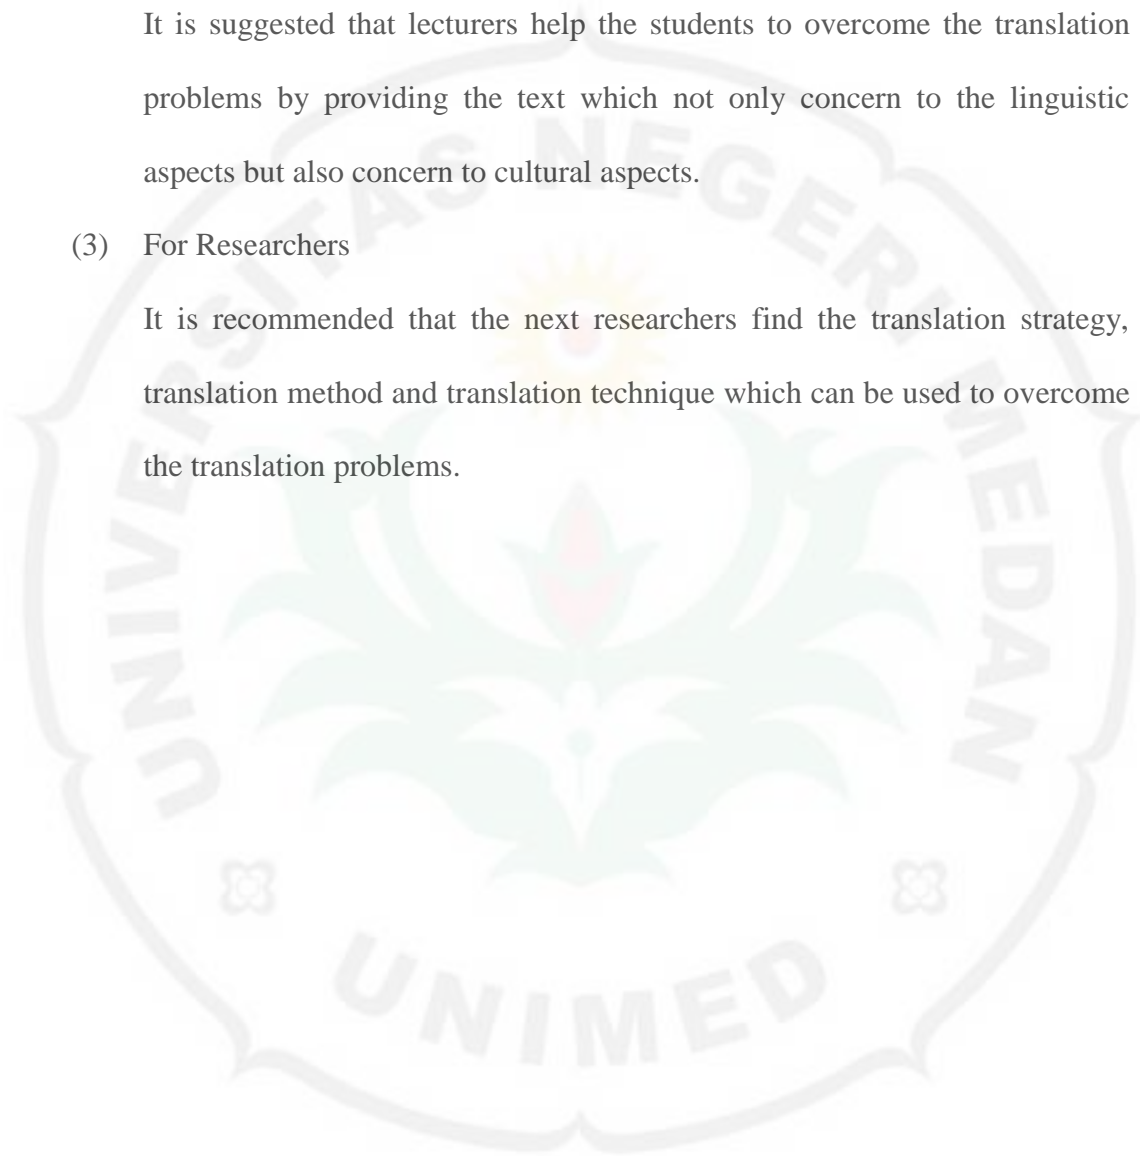 It is suggested that lecturers help the students to overcome the translation
problems by providing the text which not only concern to the linguistic
aspects but also concern to cultural aspects.
(3) For Researchers
It is recommended that the next researchers find the translation strategy,
translation method and translation technique which can be used to overcome
the translation problems.
UNIVERSITAS NEGERI MEDAN
UNIMED